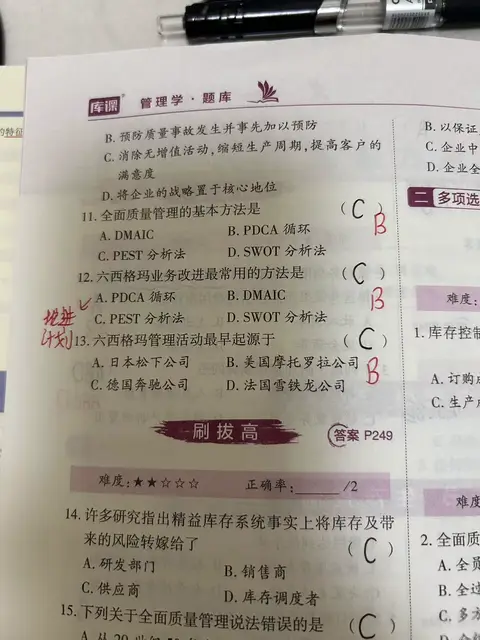 的特征
库课 管理学·题库
B. 预防质量事故发生并事先加以预防
C. 消除无增值活动,缩短生产周期,提高客户的
满意度
D. 将企业的战略置于核心地位
11. 全面质量管理的基本方法是 (C) B
A. DMAIC B. PDCA 循环
C. PEST 分析法 D. SWOT 分析法
12. 六西格玛业务改进最常用的方法是 (C) B
A. PDCA 循环 B. DMAIC
C. PEST 分析法 D. SWOT 分析法
计划
13. 六西格玛管理活动最早起源于 (C) B
A. 日本松下公司 B. 美国摩托罗拉公司
C. 德国奔驰公司 D. 法国雪铁龙公司
刷拔高 答案 P249
难度:★★☆☆☆ 正确率:______/2
14. 许多研究指出精益库存系统事实上将库存及带
来的风险转嫁给了 (C)
A. 研发部门 B. 销售商
C. 供应商 D. 库存调度者
15. 下列关于全面质量管理说法错误的是 (C)
B. 以保证
C. 企业中
D. 企业全
二 多项选
难度:
1. 库存控制
A. 订购
C. 生产
难度
2. 全面质
A. 全员
B. 全过
C. 多方